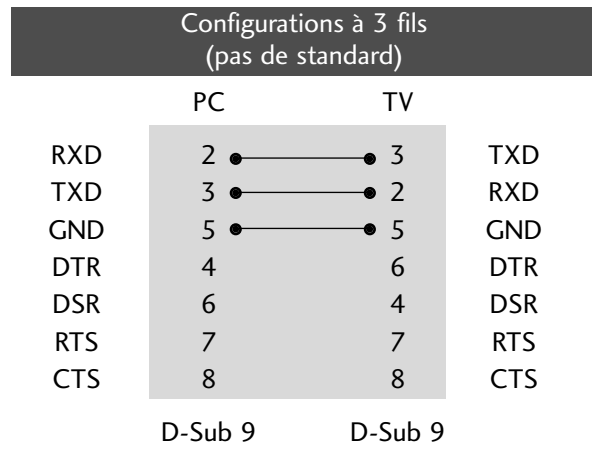 Configurations à 3 fils
(pas de standard)
PC TV
RXD 2 3 TXD
TXD 3 2 RXD
GND 5 5 GND
DTR 4 6 DTR
DSR 6 4 DSR
RTS 7 7 RTS
CTS 8 8 CTS
D-Sub 9 D-Sub 9